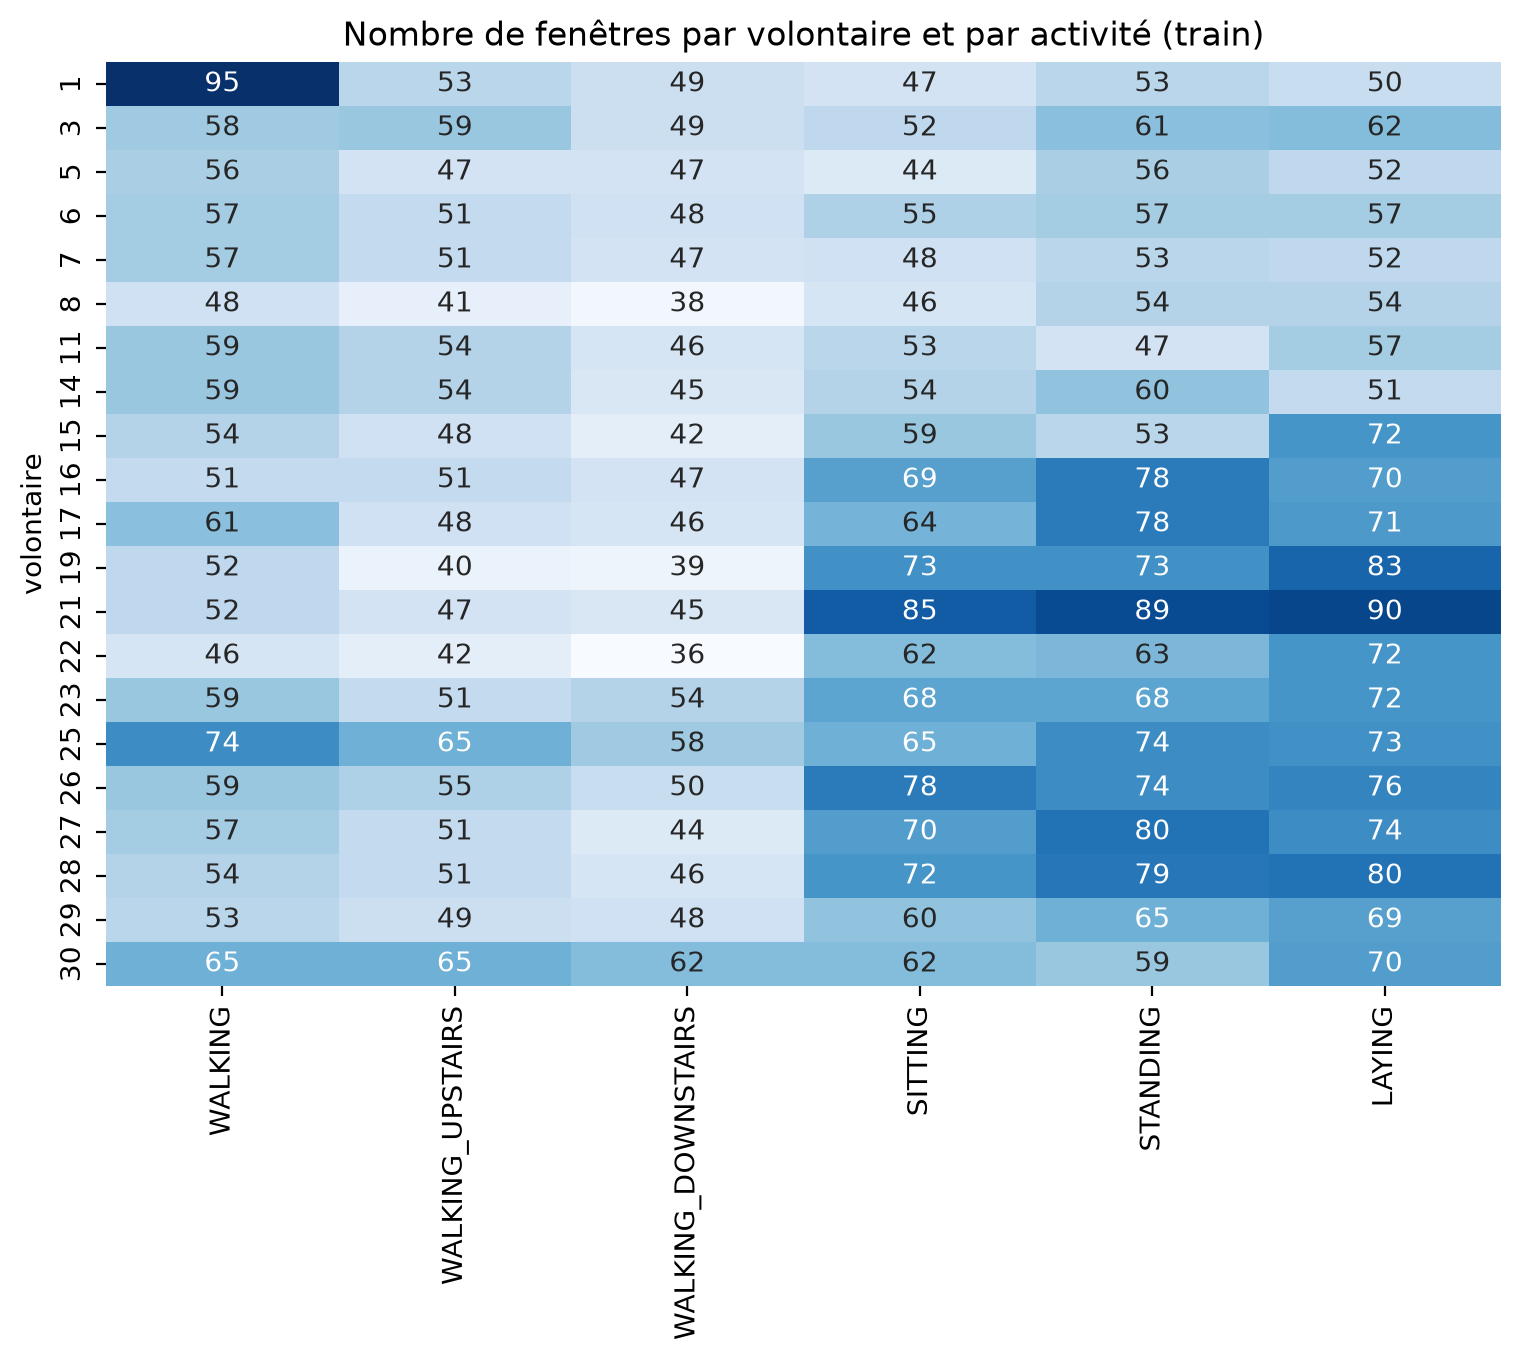 Nombre de fenêtres par volontaire et par activité (train)
1 95 53 49 47 53 50
3 58 59 49 52 61 62
5 56 47 47 44 56 52
6 57 51 48 55 57 57
7 57 51 47 48 53 52
8 48 41 38 46 54 54
11 59 54 46 53 47 57
14 59 54 45 54 60 51
15 54 48 42 59 53 72
16 51 51 47 69 78 70
17 61 48 46 64 78 71
19 52 40 39 73 73 83
21 52 47 45 85 89 90
22 46 42 36 62 63 72
23 59 51 54 68 68 72
25 74 65 58 65 74 73
26 59 55 50 78 74 76
27 57 51 44 70 80 74
28 54 51 46 72 79 80
29 53 49 48 60 65 69
30 65 65 62 62 59 70
volontaire
WALKING
WALKING_UPSTAIRS
WALKING_DOWNSTAIRS
SITTING
STANDING
LAYING